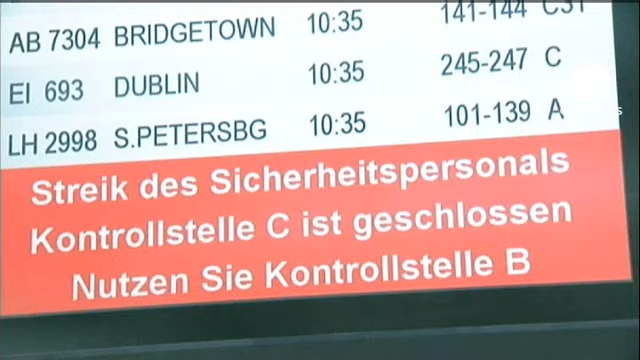 AB 7304 BRIDGETOWN 10:35 141-144 C31
EI 693 DUBLIN 10:35 245-247 C
LH 2998 S.PETERSBG 10:35 101-139 A
Streik des Sicherheitspersonals
Kontrollstelle C ist geschlossen
Nutzen Sie Kontrollstelle B